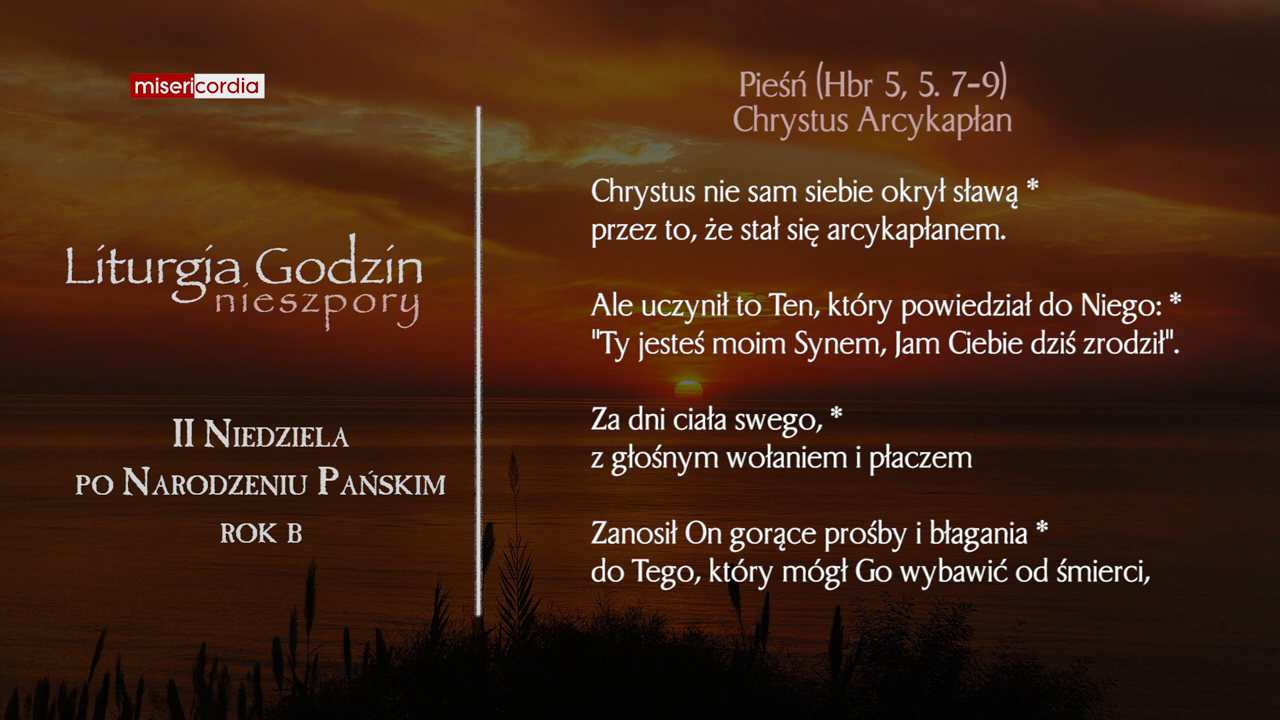 misericordia
Liturgia Godzin
nieszpory
II Niedziela
po Narodzeniu Pańskim
rok B
Pieśń (Hbr 5, 5. 7-9)
Chrystus Arcykapłan
Chrystus nie sam siebie okrył sławą *
przez to, że stał się arcykapłanem.
Ale uczynił to Ten, który powiedział do Niego: *
"Ty jesteś moim Synem, Jam Ciebie dziś zrodził".
Za dni ciała swego, *
z głośnym wołaniem i płaczem
Zanosił On gorące prośby i błagania *
do Tego, który mógł Go wybawić od śmierci,